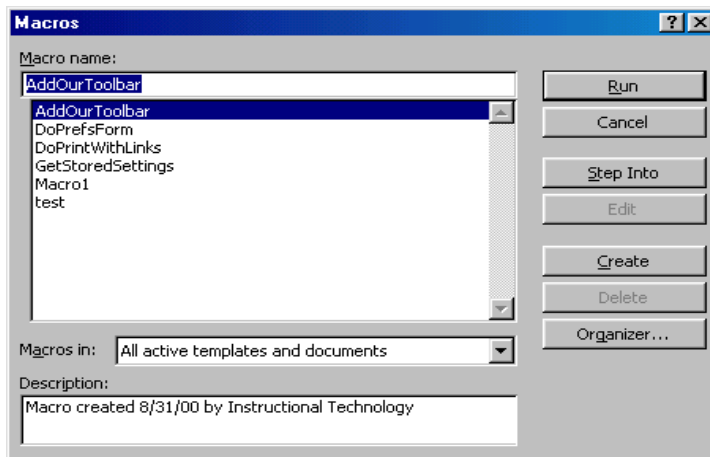 Macros
Macro name:
AddOurToolbar
AddOurToolbar
DoPrefsForm
DoPrintWithLinks
GetStoredSettings
Macro1
test
Run
Cancel
Step Into
Edit
Create
Delete
Organizer...
Macros in: All active templates and documents
Description:
Macro created 8/31/00 by Instructional Technology